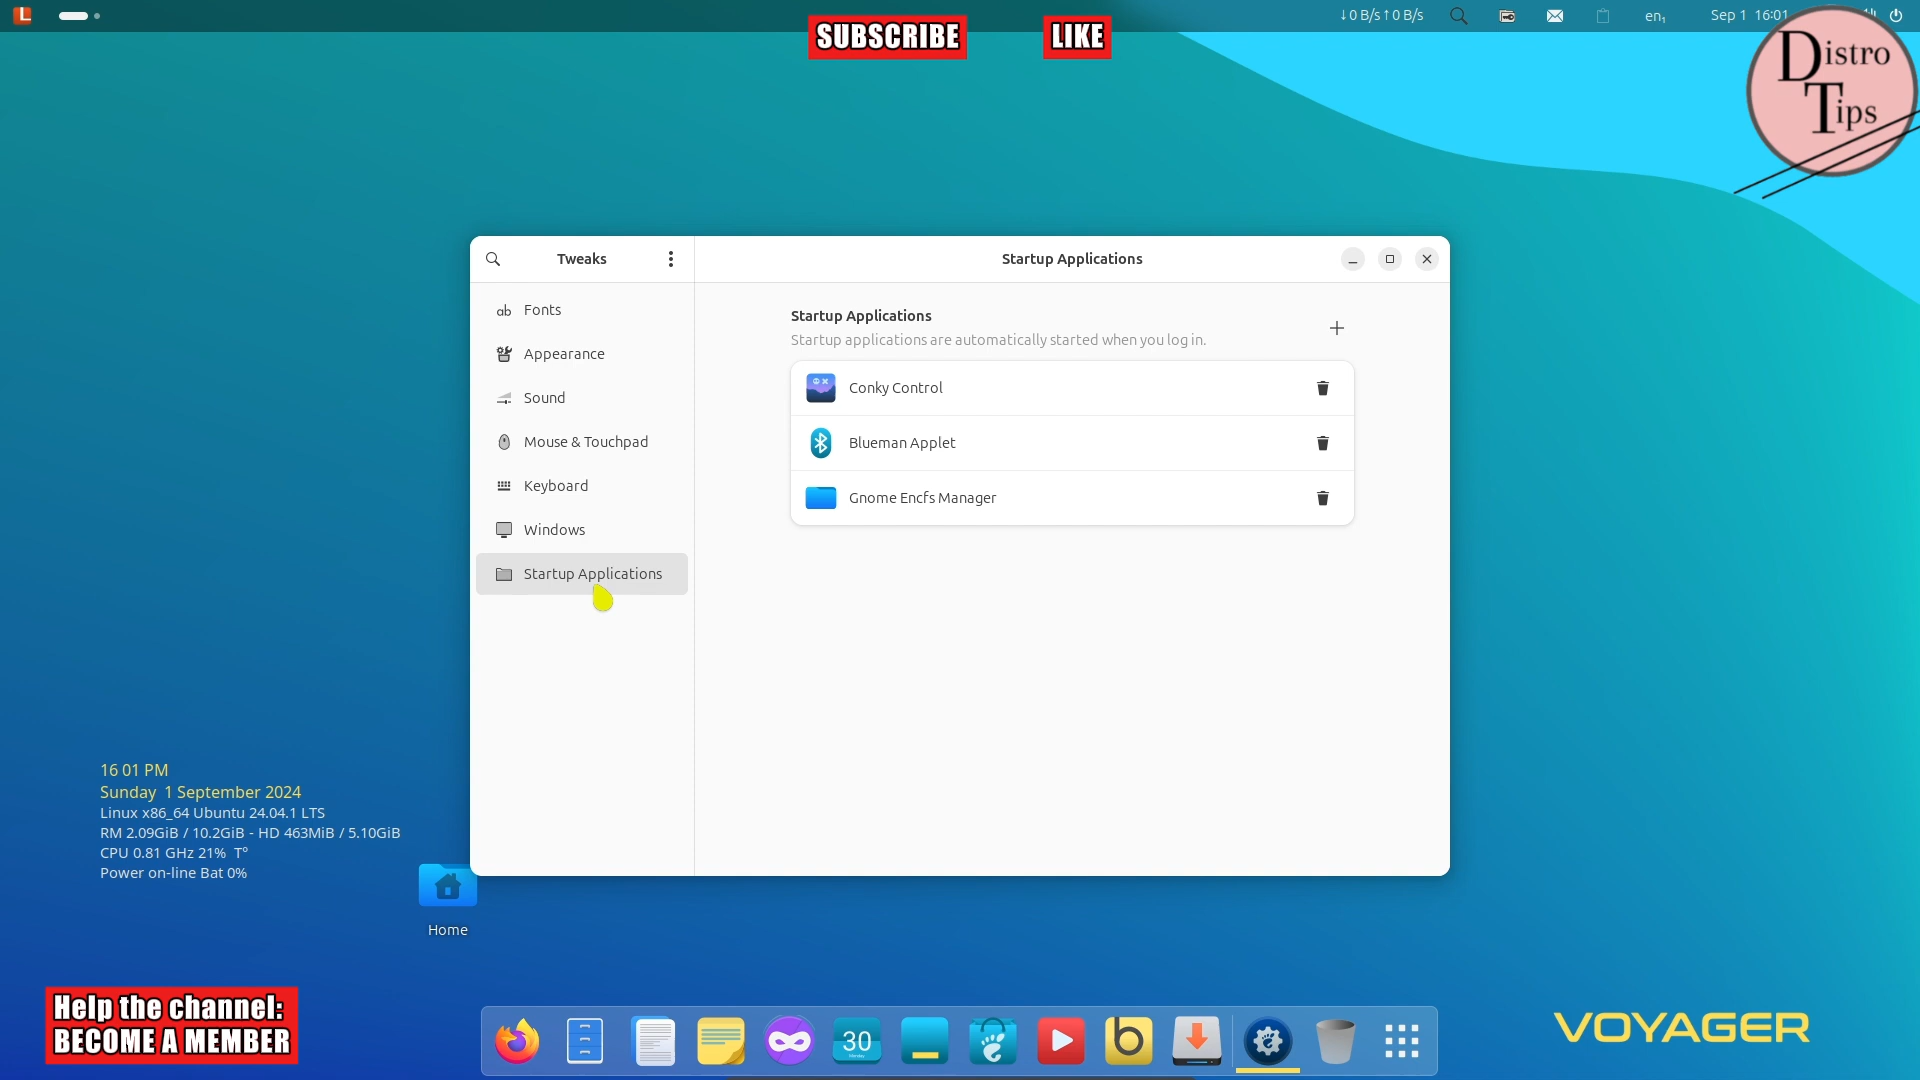 ↓0 B/s↑0 B/s
en₁
Sep 1 16:01
SUBSCRIBE
LIKE
Distro
Tips
Tweaks
Startup Applications
Fonts
Appearance
Sound
Mouse & Touchpad
Keyboard
Windows
Startup Applications
Startup Applications
Startup applications are automatically started when you log in.
Conky Control
Blueman Applet
Gnome Encfs Manager
16 01 PM
Sunday 1 September 2024
Linux x86_64 Ubuntu 24.04.1 LTS
RM 2.09GiB / 10.2GiB - HD 463MiB / 5.10GiB
CPU 0.81 GHz 21% T°
Power on-line Bat 0%
Home
Help the channel:
BECOME A MEMBER
30
Monday
VOYAGER